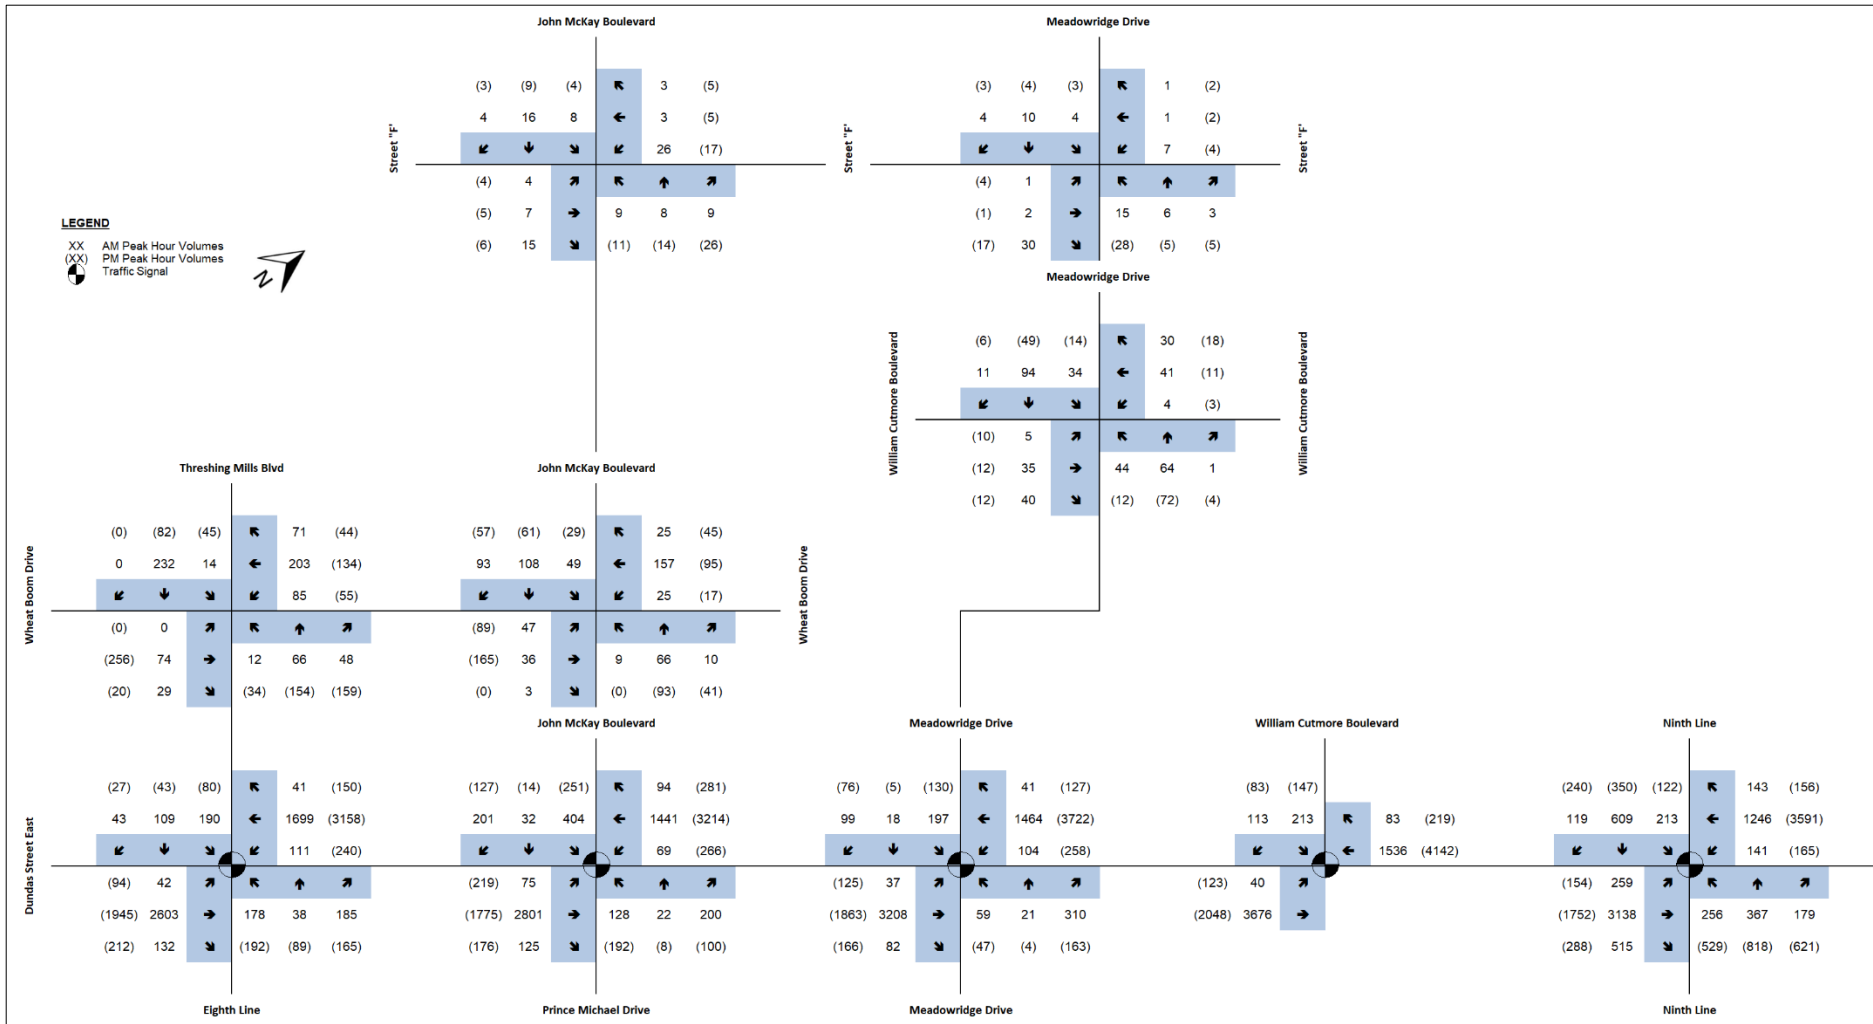 John McKay Boulevard
Meadowridge Drive
(3) (9) (4) 3 (5)
(3) (4) (3) 1 (2)
4 16 8 3 (5)
4 10 4 1 (2)
Street "F'
26 (17)
Street "F'
7 (4)
Street "F'
(4) 4
(4) 1
(5) 7 9 8 9
(1) 2 15 6 3
(6) 15 (11) (14) (26)
(17) 30 (28) (5) (5)
LEGEND
XX AM Peak Hour Volumes
(XX) PM Peak Hour Volumes
Traffic Signal
N
Meadowridge Drive
(6) (49) (14) 30 (18)
11 94 34 41 (11)
William Cutmore Boulevard
4 (3)
William Cutmore Boulevard
(10) 5
(12) 35 44 64 1
(12) 40 (12) (72) (4)
Threshing Mills Blvd
John McKay Boulevard
(0) (82) (45) 71 (44)
(57) (61) (29) 25 (45)
0 232 14 203 (134)
93 108 49 157 (95)
Wheat Boom Drive
85 (55)
25 (17)
Wheat Boom Drive
(0) 0
(89) 47
(256) 74 12 66 48
(165) 36 9 66 10
(20) 29 (34) (154) (159)
(0) 3 (0) (93) (41)
John McKay Boulevard
Meadowridge Drive
William Cutmore Boulevard
Ninth Line
(27) (43) (80) 41 (150)
(127) (14) (251) 94 (281)
(76) (5) (130) 41 (127)
(83) (147)
(240) (350) (122) 143 (156)
43 109 190 1699 (3158)
201 32 404 1441 (3214)
99 18 197 1464 (3722)
113 213 83 (219)
119 609 213 1246 (3591)
Dundas Street East
111 (240)
69 (266)
104 (258)
1536 (4142)
141 (165)
(94) 42
(219) 75
(125) 37
(123) 40
(154) 259
(1945) 2603 178 38 185
(1775) 2801 128 22 200
(1863) 3208 59 21 310
(2048) 3676
(1752) 3138 256 367 179
(212) 132 (192) (89) (165)
(176) 125 (192) (8) (100)
(166) 82 (47) (4) (163)
(288) 515 (529) (818) (621)
Eighth Line
Prince Michael Drive
Meadowridge Drive
Ninth Line